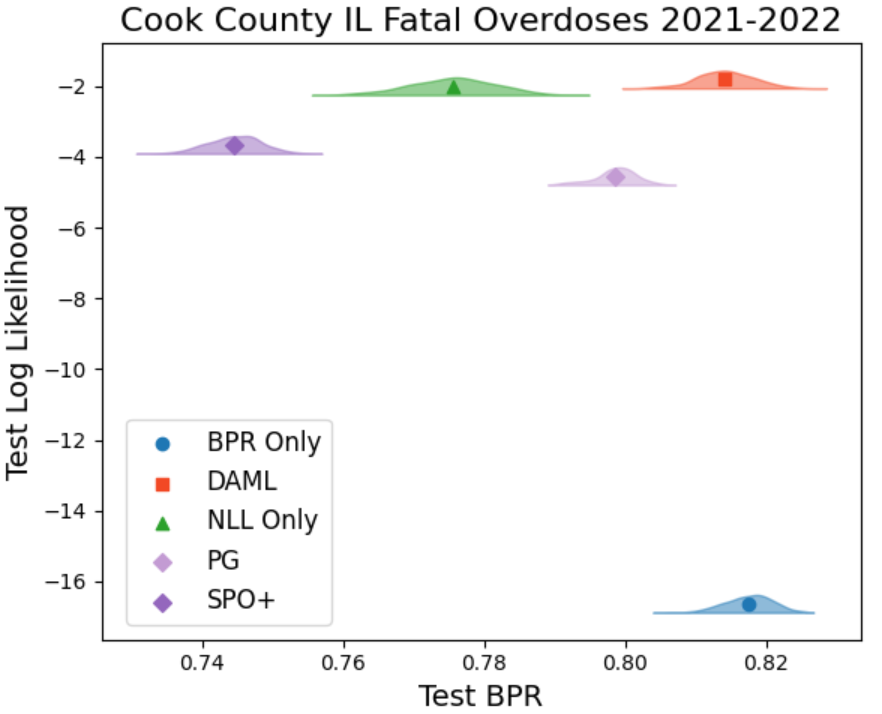 Cook County IL Fatal Overdoses 2021-2022
Test Log Likelihood
−2
−4
−6
−8
−10
−12
−14
−16
BPR Only
DAML
NLL Only
PG
SPO+
0.74 0.76 0.78 0.80 0.82
Test BPR